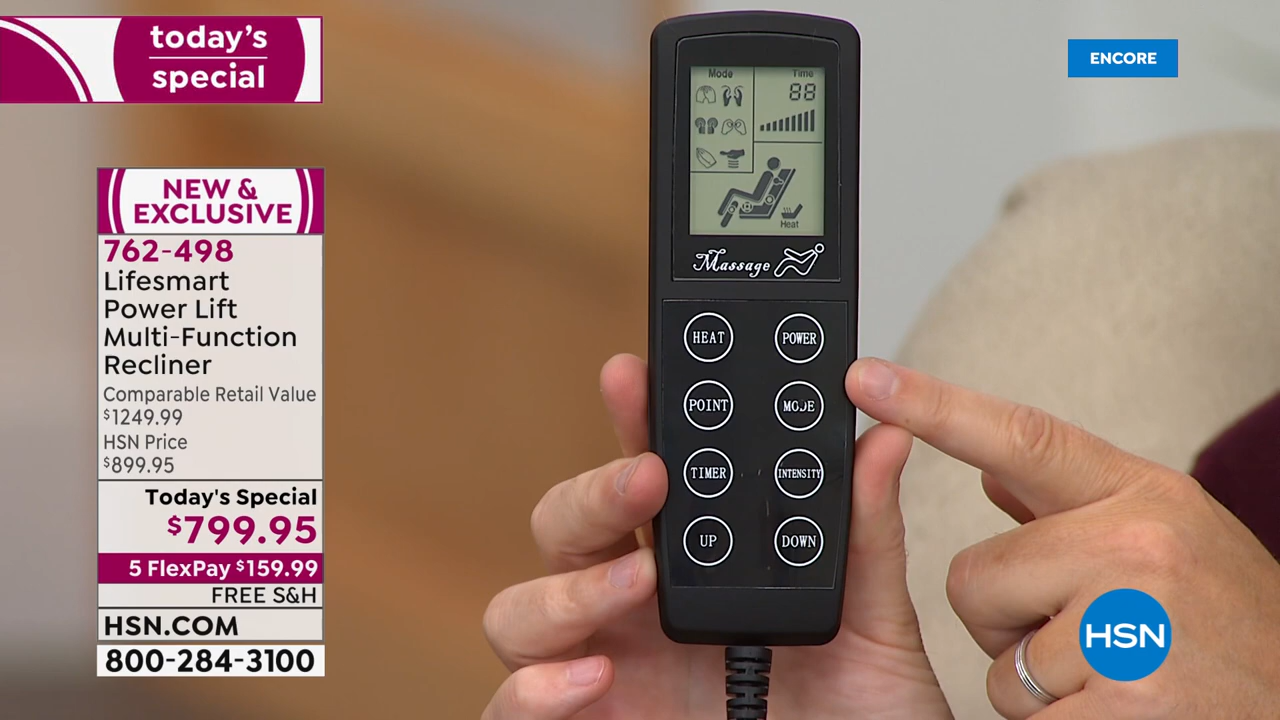 today's
special
ENCORE
NEW &
EXCLUSIVE
762-498
Lifesmart
Power Lift
Multi-Function
Recliner
Comparable Retail Value
$1249.99
HSN Price
$899.95
Today's Special
$799.95
5 FlexPay $159.99
FREE S&H
HSN.COM
800-284-3100
Mode
Time
88
Heat
Massage
HEAT
POWER
POINT
MODE
TIMER
INTENSITY
UP
DOWN
HSN